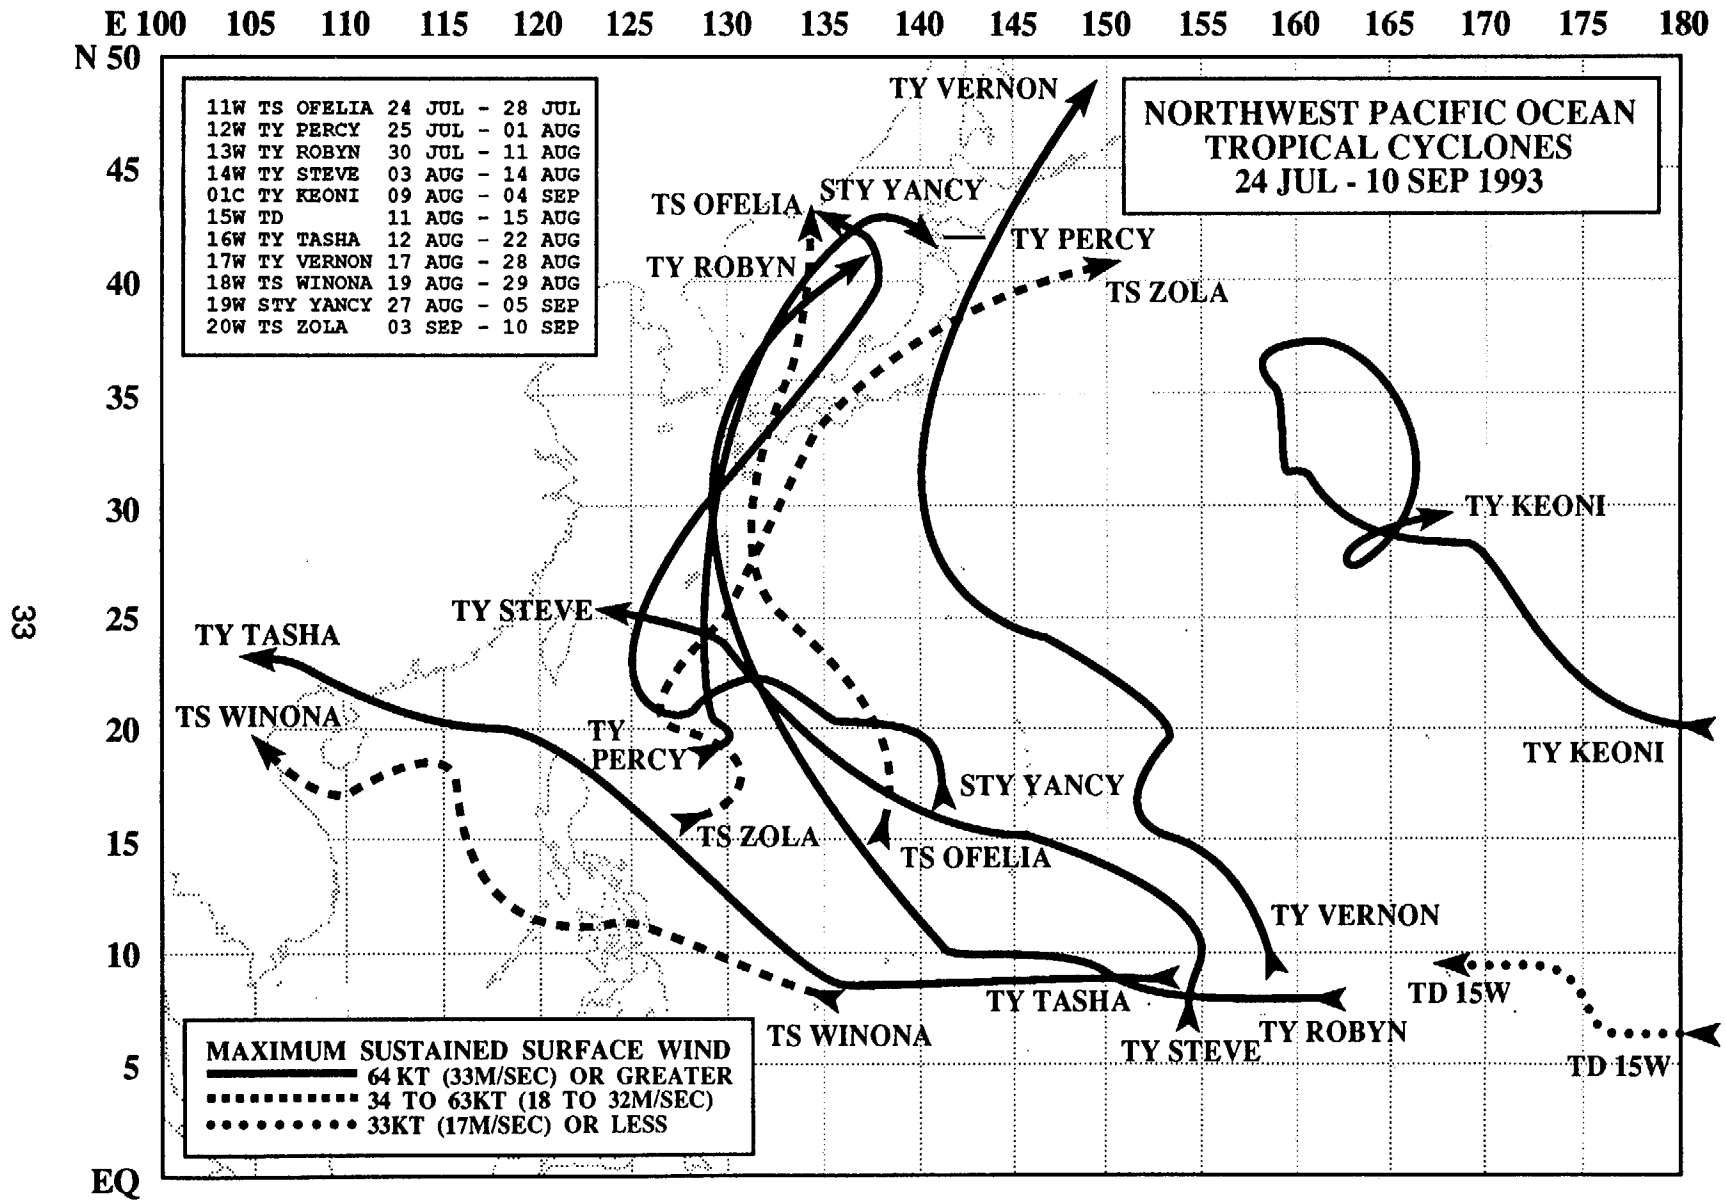 E 100 105 110 115 120 125 130 135 140 145 150 155 160 165 170 175 180
N 50
45
40
35
30
25
20
15
10
5
EQ
33
11W TS OFELIA 24 JUL - 28 JUL
12W TY PERCY 25 JUL - 01 AUG
13W TY ROBYN 30 JUL - 11 AUG
14W TY STEVE 03 AUG - 14 AUG
01C TY KEONI 09 AUG - 04 SEP
15W TD 11 AUG - 15 AUG
16W TY TASHA 12 AUG - 22 AUG
17W TY VERNON 17 AUG - 28 AUG
18W TS WINONA 19 AUG - 29 AUG
19W STY YANCY 27 AUG - 05 SEP
20W TS ZOLA 03 SEP - 10 SEP
NORTHWEST PACIFIC OCEAN
TROPICAL CYCLONES
24 JUL - 10 SEP 1993
TY VERNON
STY YANCY
TS OFELIA
TY PERCY
TY ROBYN
TS ZOLA
TY KEONI
TY STEVE
TY TASHA
TS WINONA
TY
PERCY
TY KEONI
STY YANCY
TS ZOLA
TS OFELIA
TY VERNON
TD 15W
TY TASHA
TS WINONA
TY ROBYN
TY STEVE
TD 15W
MAXIMUM SUSTAINED SURFACE WIND
64 KT (33M/SEC) OR GREATER
34 TO 63KT (18 TO 32M/SEC)
33KT (17M/SEC) OR LESS